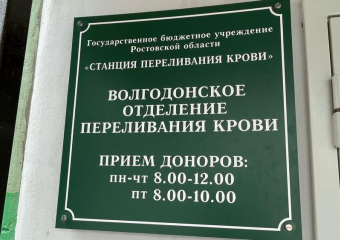 Государственное бюджетное учреждение
Ростовской области
«СТАНЦИЯ ПЕРЕЛИВАНИЯ КРОВИ»
ВОЛГОДОНСКОЕ
ОТДЕЛЕНИЕ
ПЕРЕЛИВАНИЯ КРОВИ
ПРИЕМ ДОНОРОВ:
пн-чт 8.00-12.00
пт 8.00-10.00